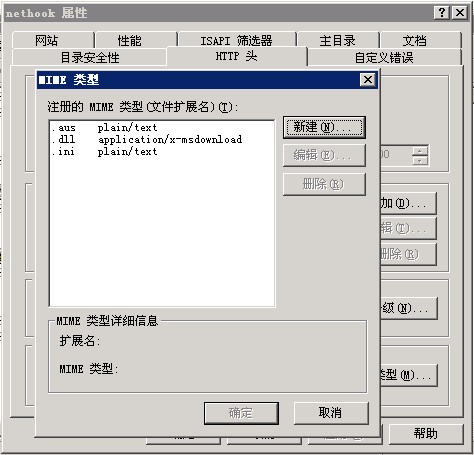 nethook 属性
网站 性能 ISAPI 筛选器 主目录 文档
目录安全性 HTTP 头 自定义错误
MIME 类型
注册的 MIME 类型(文件扩展名)(T):
.aus plain/text
.dll application/x-msdownload
.ini plain/text
新建(N)...
编辑(E)...
删除(R)
00
加(D)...
辑(T)...
删除(R)
级(N)...
类型(M)...
MIME 类型详细信息
扩展名:
MIME 类型:
确定 取消
帮助